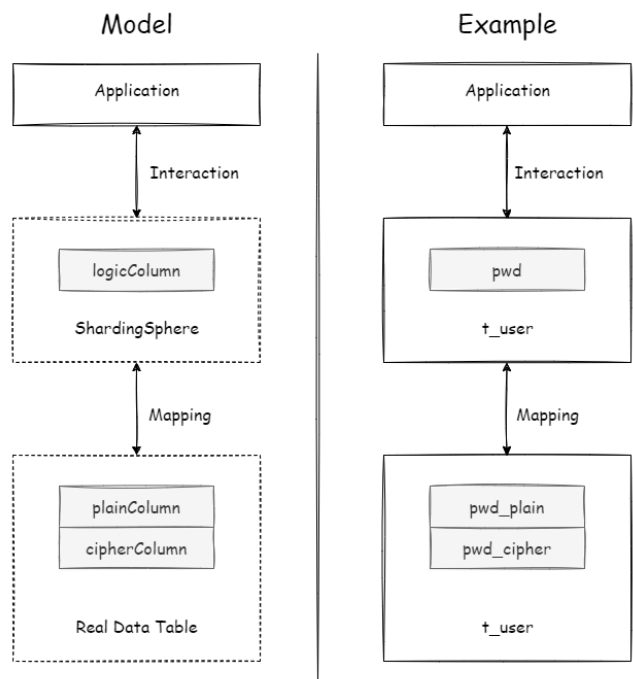 Model
Application
Interaction
logicColumn
ShardingSphere
Mapping
plainColumn
cipherColumn
Real Data Table
Example
Application
Interaction
pwd
t_user
Mapping
pwd_plain
pwd_cipher
t_user